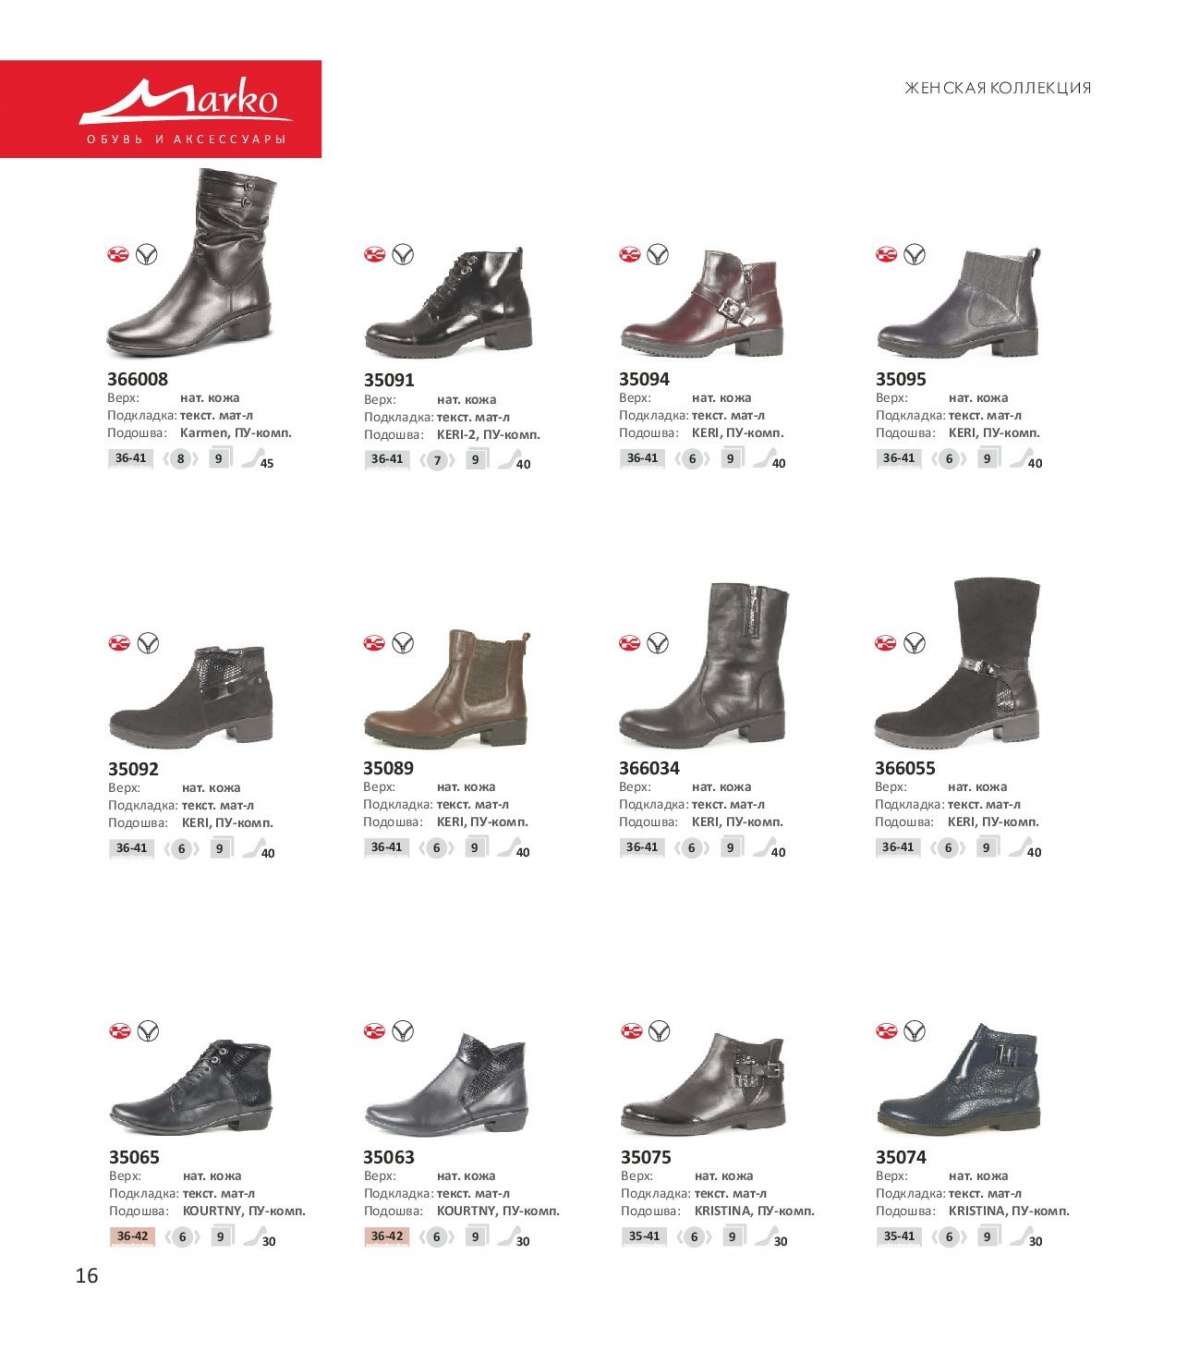 Marko
ОБУВЬ И АКСЕССУАРЫ
ЖЕНСКАЯ КОЛЛЕКЦИЯ
366008
Верх: нат. кожа
Подкладка: текст. мат-л
Подошва: Karmen, ПУ-комп.
36-41 8 9 45
35091
Верх: нат. кожа
Подкладка: текст. мат-л
Подошва: KERI-2, ПУ-комп.
36-41 7 9 40
35094
Верх: нат. кожа
Подкладка: текст. мат-л
Подошва: KERI, ПУ-комп.
36-41 6 9 40
35095
Верх: нат. кожа
Подкладка: текст. мат-л
Подошва: KERI, ПУ-комп.
36-41 6 9 40
35092
Верх: нат. кожа
Подкладка: текст. мат-л
Подошва: KERI, ПУ-комп.
36-41 6 9 40
35089
Верх: нат. кожа
Подкладка: текст. мат-л
Подошва: KERI, ПУ-комп.
36-41 6 9 40
366034
Верх: нат. кожа
Подкладка: текст. мат-л
Подошва: KERI, ПУ-комп.
36-41 6 9 40
366055
Верх: нат. кожа
Подкладка: текст. мат-л
Подошва: KERI, ПУ-комп.
36-41 6 9 40
35065
Верх: нат. кожа
Подкладка: текст. мат-л
Подошва: KOURTNY, ПУ-комп.
36-42 6 9 30
35063
Верх: нат. кожа
Подкладка: текст. мат-л
Подошва: KOURTNY, ПУ-комп.
36-42 6 9 30
35075
Верх: нат. кожа
Подкладка: текст. мат-л
Подошва: KRISTINA, ПУ-комп.
35-41 6 9 30
35074
Верх: нат. кожа
Подкладка: текст. мат-л
Подошва: KRISTINA, ПУ-комп.
35-41 6 9 30
16